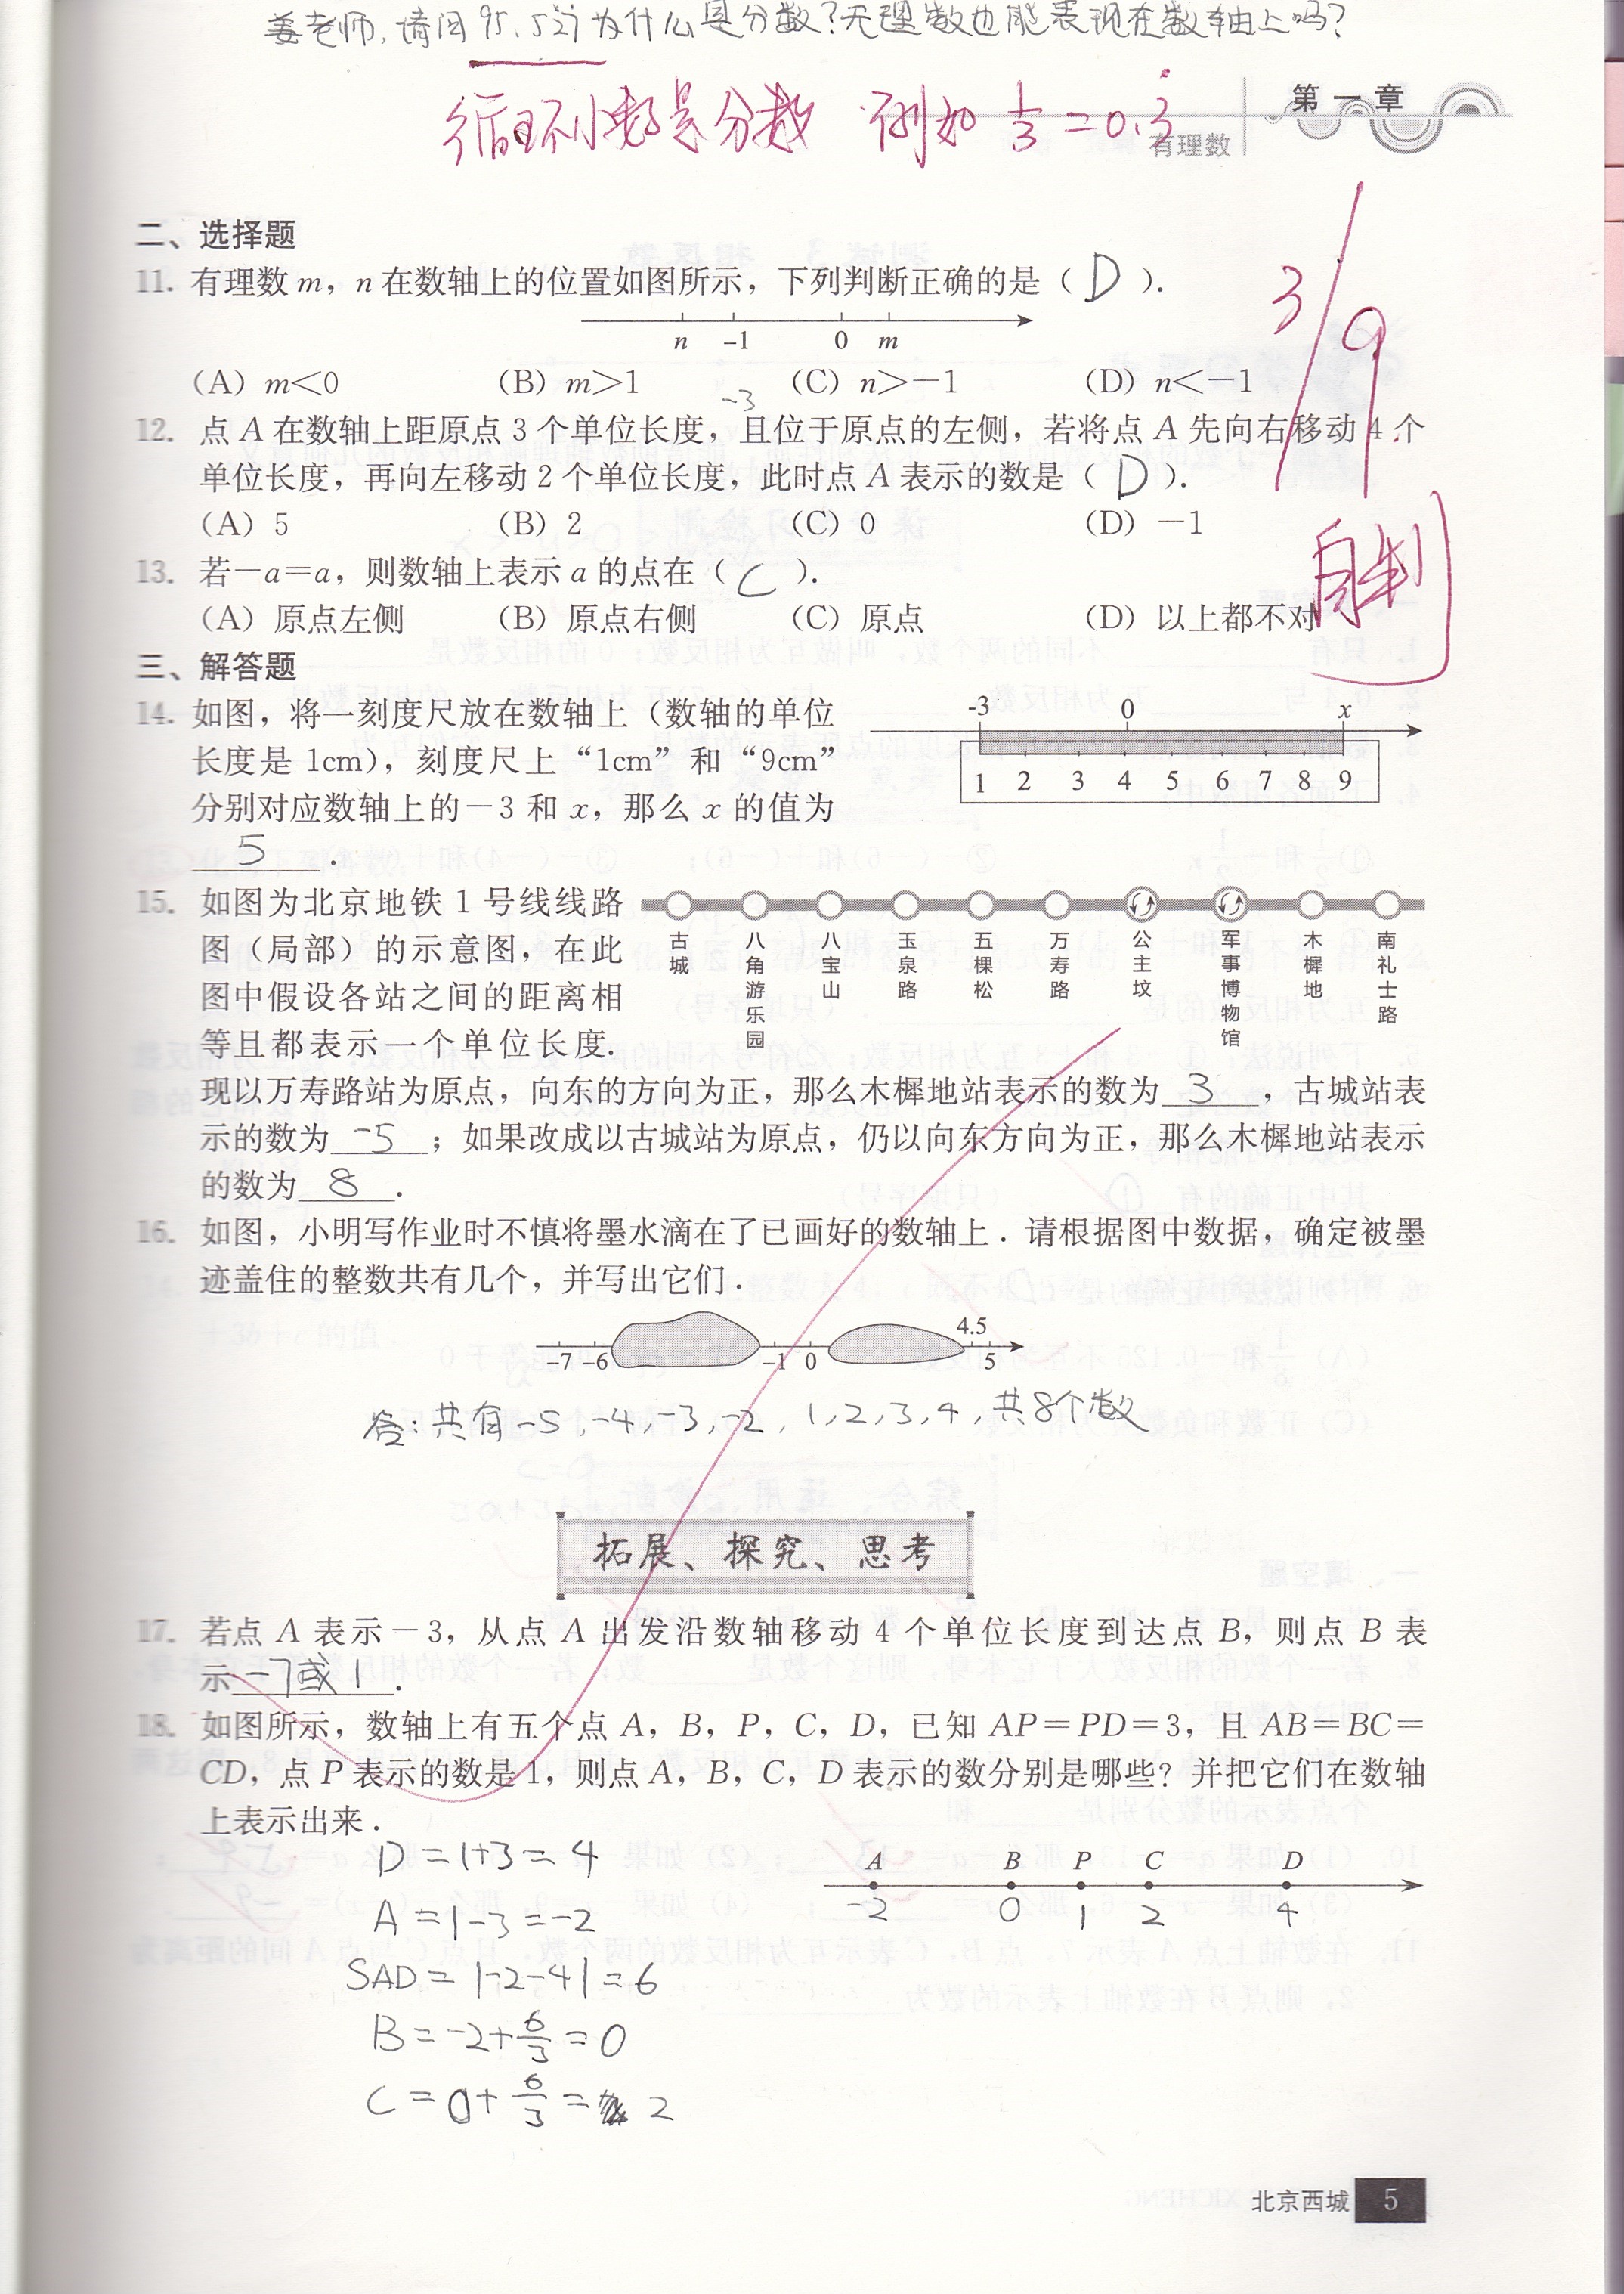 姜老师,请问95.52̇1̇为什么是分数?无理数也能表现在数轴上吗?
循环小数是分数 例如 1/3 = 0.3̇
第一章
有理数
3/9
自判
二、选择题
11. 有理数 m，n 在数轴上的位置如图所示，下列判断正确的是（ D ）.
n -1 0 m
（A）m<0 （B）m>1 （C）n>-1 （D）n<-1
-3
12. 点 A 在数轴上距原点 3 个单位长度，且位于原点的左侧，若将点 A 先向右移动 4 个
单位长度，再向左移动 2 个单位长度，此时点 A 表示的数是（ D ）.
（A）5 （B）2 （C）0 （D）-1
13. 若-a=a，则数轴上表示 a 的点在（ C ）.
（A）原点左侧 （B）原点右侧 （C）原点 （D）以上都不对
三、解答题
14. 如图，将一刻度尺放在数轴上（数轴的单位
长度是 1cm），刻度尺上“1cm”和“9cm”
分别对应数轴上的-3 和 x，那么 x 的值为
5 .
-3 0 x
1 2 3 4 5 6 7 8 9
15. 如图为北京地铁 1 号线线路
图（局部）的示意图，在此
图中假设各站之间的距离相
等且都表示一个单位长度.
古城 八角游乐园 八宝山 玉泉路 五棵松 万寿路 公主坟 军事博物馆 木樨地 南礼士路
现以万寿路站为原点，向东的方向为正，那么木樨地站表示的数为 3 ，古城站表
示的数为 -5 ；如果改成以古城站为原点，仍以向东方向为正，那么木樨地站表示
的数为 8 .
16. 如图，小明写作业时不慎将墨水滴在了已画好的数轴上．请根据图中数据，确定被墨
迹盖住的整数共有几个，并写出它们．
-7 -6 -1 0 4.5 5
答：共有 -5,-4,-3,-2, 1,2,3,4,共8个数
拓展、探究、思考
17. 若点 A 表示-3，从点 A 出发沿数轴移动 4 个单位长度到达点 B，则点 B 表
示 -7或1 .
18. 如图所示，数轴上有五个点 A，B，P，C，D，已知 AP=PD=3，且 AB=BC=
CD，点 P 表示的数是 1，则点 A，B，C，D 表示的数分别是哪些？并把它们在数轴
上表示出来．
D = 1+3 = 4
A = 1-3 = -2
SAD = |-2-4| = 6
B = -2+6/3 = 0
C = 0+6/3 = 2
A B P C D
-2 0 1 2 4
北京西城 5